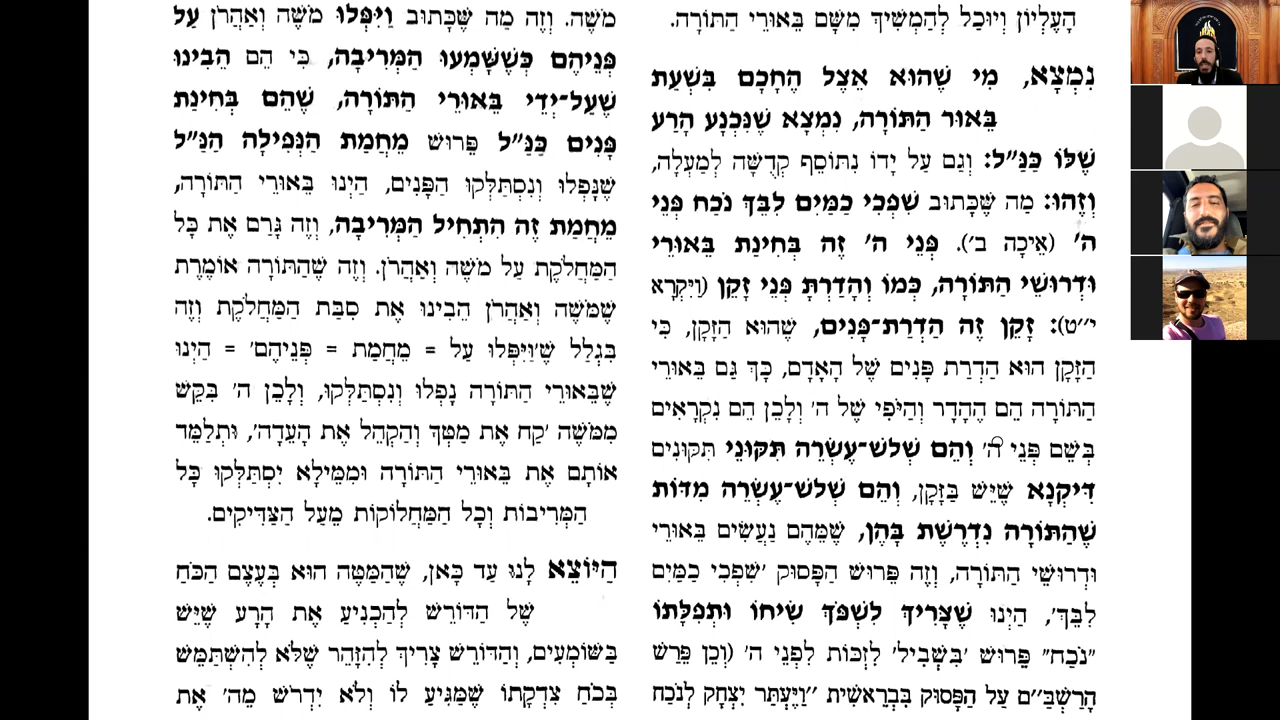 הָעֶלְיוֹן וְיוּכַל לְהַמְשִׁיךְ מִשָּׁם בֵּאוּרֵי הַתּוֹרָה.
נִמְצָא, מִי שֶׁהוּא אֵצֶל הֶחָכָם בִּשְׁעַת
בֵּאוּר הַתּוֹרָה, נִמְצָא שֶׁנִּכְנָע הָרַע
שֶׁלּוֹ כַּנַּ״ל: וְגַם עַל יָדוֹ נִתּוֹסֵף קְדֻשָּׁה לְמַעְלָה,
וְזֶהוּ: מַה שֶּׁכָּתוּב שִׁפְכִי כַמַּיִם לִבֵּךְ נֹכַח פְּנֵי
ה׳ (אֵיכָה ב׳). פְּנֵי ה׳ זֶה בְּחִינַת בֵּאוּרֵי
וּדְרוּשֵׁי הַתּוֹרָה, כְּמוֹ וְהָדַרְתָּ פְּנֵי זָקֵן (וַיִּקְרָא
י״ט): זָקֵן זֶה הַדְרַת־פָּנִים, שֶׁהוּא הַזָּקָן, כִּי
הַזָּקָן הוּא הַדְרַת פָּנִים שֶׁל הָאָדָם, כָּךְ גַּם בֵּאוּרֵי
הַתּוֹרָה הֵם הַהָדָר וְהַיֹּפִי שֶׁל ה׳ וְלָכֵן הֵם נִקְרָאִים
בְּשֵׁם פְּנֵי ה׳ וְהֵם שְׁלֹשׁ־עֶשְׂרֵה תִּקּוּנֵי תִּקּוּנִים
דִּיקְנָא שֶׁיֵּשׁ בַּזָּקָן, וְהֵם שְׁלֹשׁ־עֶשְׂרֵה מִדּוֹת
שֶׁהַתּוֹרָה נִדְרֶשֶׁת בָּהֶן, שֶׁמֵּהֶם נַעֲשִׂים בֵּאוּרֵי
וּדְרוּשֵׁי הַתּוֹרָה, וְזֶה פֵּרוּשׁ הַפָּסוּק ׳שִׁפְכִי כַמַּיִם
לִבֵּךְ׳, הַיְנוּ שֶׁצָּרִיךְ לִשְׁפֹּךְ שִׂיחוֹ וּתְפִלָּתוֹ
״נֹכַח״ פֵּרוּשׁ ׳בִּשְׁבִיל׳ לִזְכּוֹת לִפְנֵי ה׳ (וְכֵן פֵּרַשׁ
הָרַשְׁבַּ״ם עַל הַפָּסוּק בִּבְרֵאשִׁית ״וַיֶּעְתַּר יִצְחָק לְנֹכַח
מֹשֶׁה. וְזֶה מַה שֶּׁכָּתוּב וַיִּפְּלוּ מֹשֶׁה וְאַהֲרֹן עַל
פְּנֵיהֶם כְּשֶׁשָּׁמְעוּ הַמְּרִיבָה, כִּי הֵם הֵבִינוּ
שֶׁעַל־יְדֵי בֵּאוּרֵי הַתּוֹרָה, שֶׁהֵם בְּחִינַת
פָּנִים כַּנַּ״ל פֵּרוּשׁ מֵחֲמַת הַנְּפִילָה הַנַּ״ל
שֶׁנָּפְלוּ וְנִסְתַּלְּקוּ הַפָּנִים, הַיְנוּ בֵּאוּרֵי הַתּוֹרָה,
מֵחֲמַת זֶה הִתְחִיל הַמְּרִיבָה, וְזֶה גָּרַם אֶת כָּל
הַמַּחֲלֹקֶת עַל מֹשֶׁה וְאַהֲרֹן. וְזֶה שֶׁהַתּוֹרָה אוֹמֶרֶת
שֶׁמֹּשֶׁה וְאַהֲרֹן הֵבִינוּ אֶת סִבַּת הַמַּחֲלֹקֶת וְזֶה
בִּגְלַל שֶׁ׳וַיִּפְּלוּ עַל = מֵחֲמַת = פְּנֵיהֶם׳ = הַיְנוּ
שֶׁבֵּאוּרֵי הַתּוֹרָה נָפְלוּ וְנִסְתַּלְּקוּ, וְלָכֵן ה׳ בִּקֵּשׁ
מִמֹּשֶׁה ׳קַח אֶת מַטְּךָ וְהַקְהֵל אֶת הָעֵדָה׳, וּתְלַמֵּד
אוֹתָם אֶת בֵּאוּרֵי הַתּוֹרָה וּמִמֵּילָא יִסְתַּלְּקוּ כָּל
הַמְּרִיבוֹת וְכָל הַמַּחֲלוֹקוֹת מֵעַל הַצַּדִּיקִים.
הַיּוֹצֵא לָנוּ עַד כָּאן, שֶׁהַמַּטֶּה הוּא בְּעֶצֶם הַכֹּחַ
שֶׁל הַדּוֹרֵשׁ לְהַכְנִיעַ אֶת הָרָע שֶׁיֵּשׁ
בַּשּׁוֹמְעִים, וְהַדּוֹרֵשׁ צָרִיךְ לְהִזָּהֵר שֶׁלֹּא לְהִשְׁתַּמֵּשׁ
בְּכֹחַ צִדְקָתוֹ שֶׁמַּגִּיעַ לוֹ וְלֹא יִדְרֹשׁ מֵה׳ אֶת